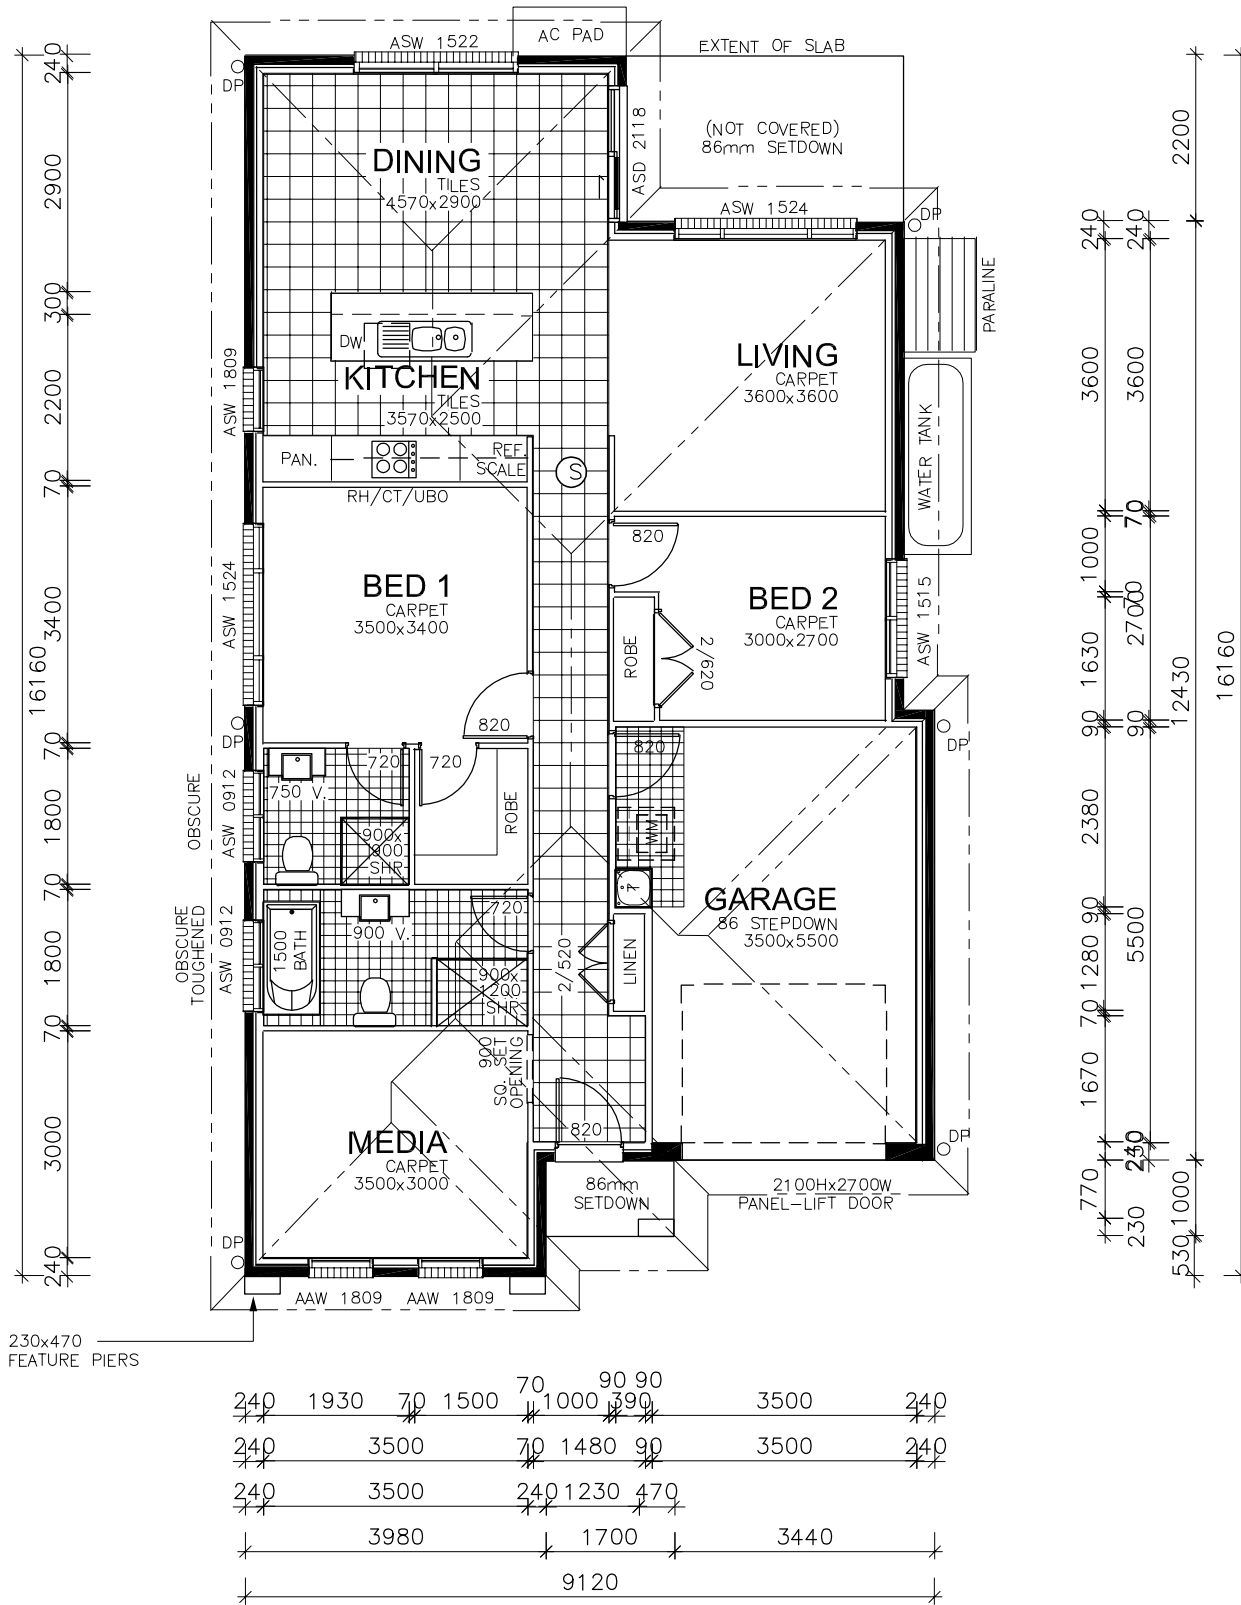 AC PAD
ASW 1522
EXTENT OF SLAB
DP
(NOT COVERED)
86mm SETDOWN
ASD 2118
DINING
TILES
4570x2900
ASW 1524
DP
PARALINE
DW
KITCHEN
TILES
3570x2500
ASW 1809
LIVING
CARPET
3600x3600
WATER TANK
PAN.
REF.
SCALE
S
RH/CT/UBO
820
BED 1
CARPET
3500x3400
ASW 1524
BED 2
CARPET
3000x2700
ASW 1515
ROBE
2/620
820
DP
DP
720
720
820
750 V.
OBSCURE
ASW 0912
900x
900
SHR
ROBE
WM
T
GARAGE
86 STEPDOWN
3500x5500
OBSCURE
TOUGHENED
ASW 0912
1500
BATH
900 V.
720
900x
1200
SHR
2/520
LINEN
900
SQ. SET
OPENING
MEDIA
CARPET
3500x3000
820
DP
86mm
SETDOWN
2100Hx2700W
PANEL-LIFT DOOR
DP
AAW 1809
AAW 1809
230x470
FEATURE PIERS
16160
240
2900
300
2200
70
3400
70
1800
70
1800
70
3000
240
240
3600
1000
1630
90
2380
90
1280
70
1670
770
240
3600
70
2700
90
5500
230
2200
12430
1000
530
16160
240
1930
70
1500
70
1000
90
390
90
3500
240
240
3500
70
1480
90
3500
240
240
3500
240
1230
470
3980
1700
3440
9120